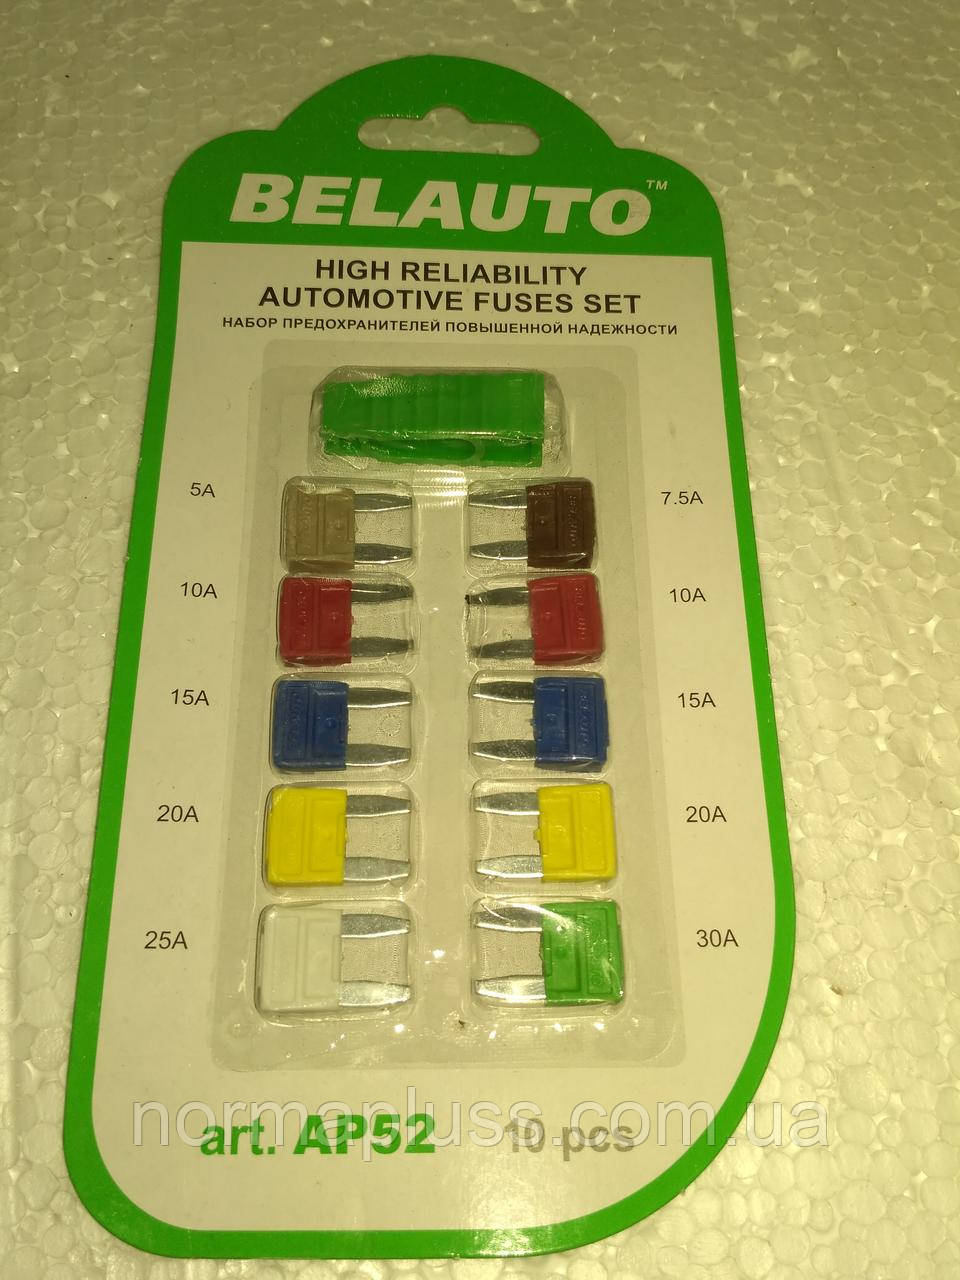 BELAUTO™
HIGH RELIABILITY
AUTOMOTIVE FUSES SET
НАБОР ПРЕДОХРАНИТЕЛЕЙ ПОВЫШЕННОЙ НАДЕЖНОСТИ
5A 7.5A
10A 10A
15A 15A
20A 20A
25A 30A
normapluss.com.ua
art. AP52 10 pcs